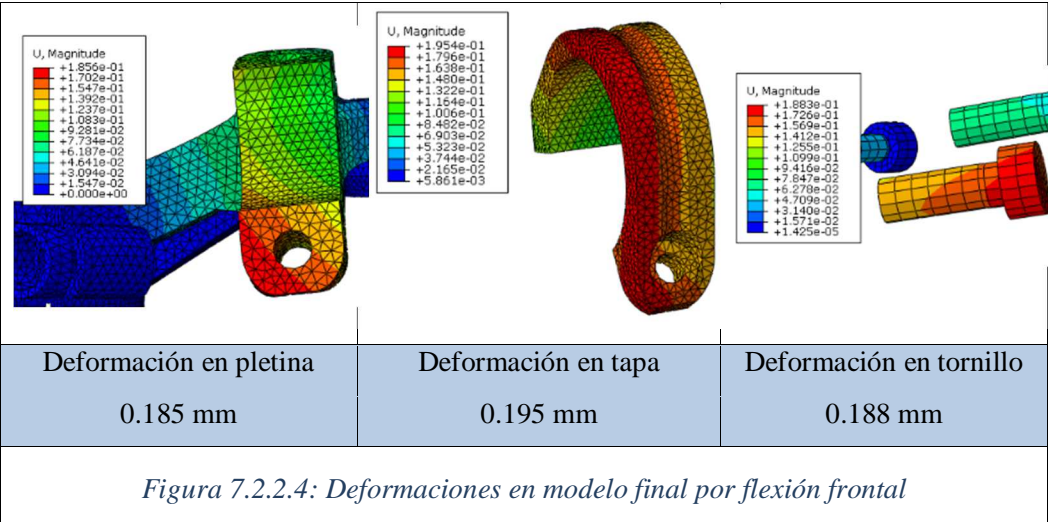 U, Magnitude
+1.856e-01
+1.702e-01
+1.547e-01
+1.392e-01
+1.237e-01
+1.083e-01
+9.281e-02
+7.734e-02
+6.187e-02
+4.641e-02
+3.094e-02
+1.547e-02
+0.000e+00
U, Magnitude
+1.954e-01
+1.796e-01
+1.638e-01
+1.480e-01
+1.322e-01
+1.164e-01
+1.006e-01
+8.482e-02
+6.903e-02
+5.323e-02
+3.744e-02
+2.165e-02
+5.861e-03
U, Magnitude
+1.883e-01
+1.726e-01
+1.569e-01
+1.412e-01
+1.255e-01
+1.099e-01
+9.416e-02
+7.847e-02
+6.278e-02
+4.709e-02
+3.140e-02
+1.571e-02
+1.425e-05
Deformación en pletina
0.185 mm
Deformación en tapa
0.195 mm
Deformación en tornillo
0.188 mm
Figura 7.2.2.4: Deformaciones en modelo final por flexión frontal